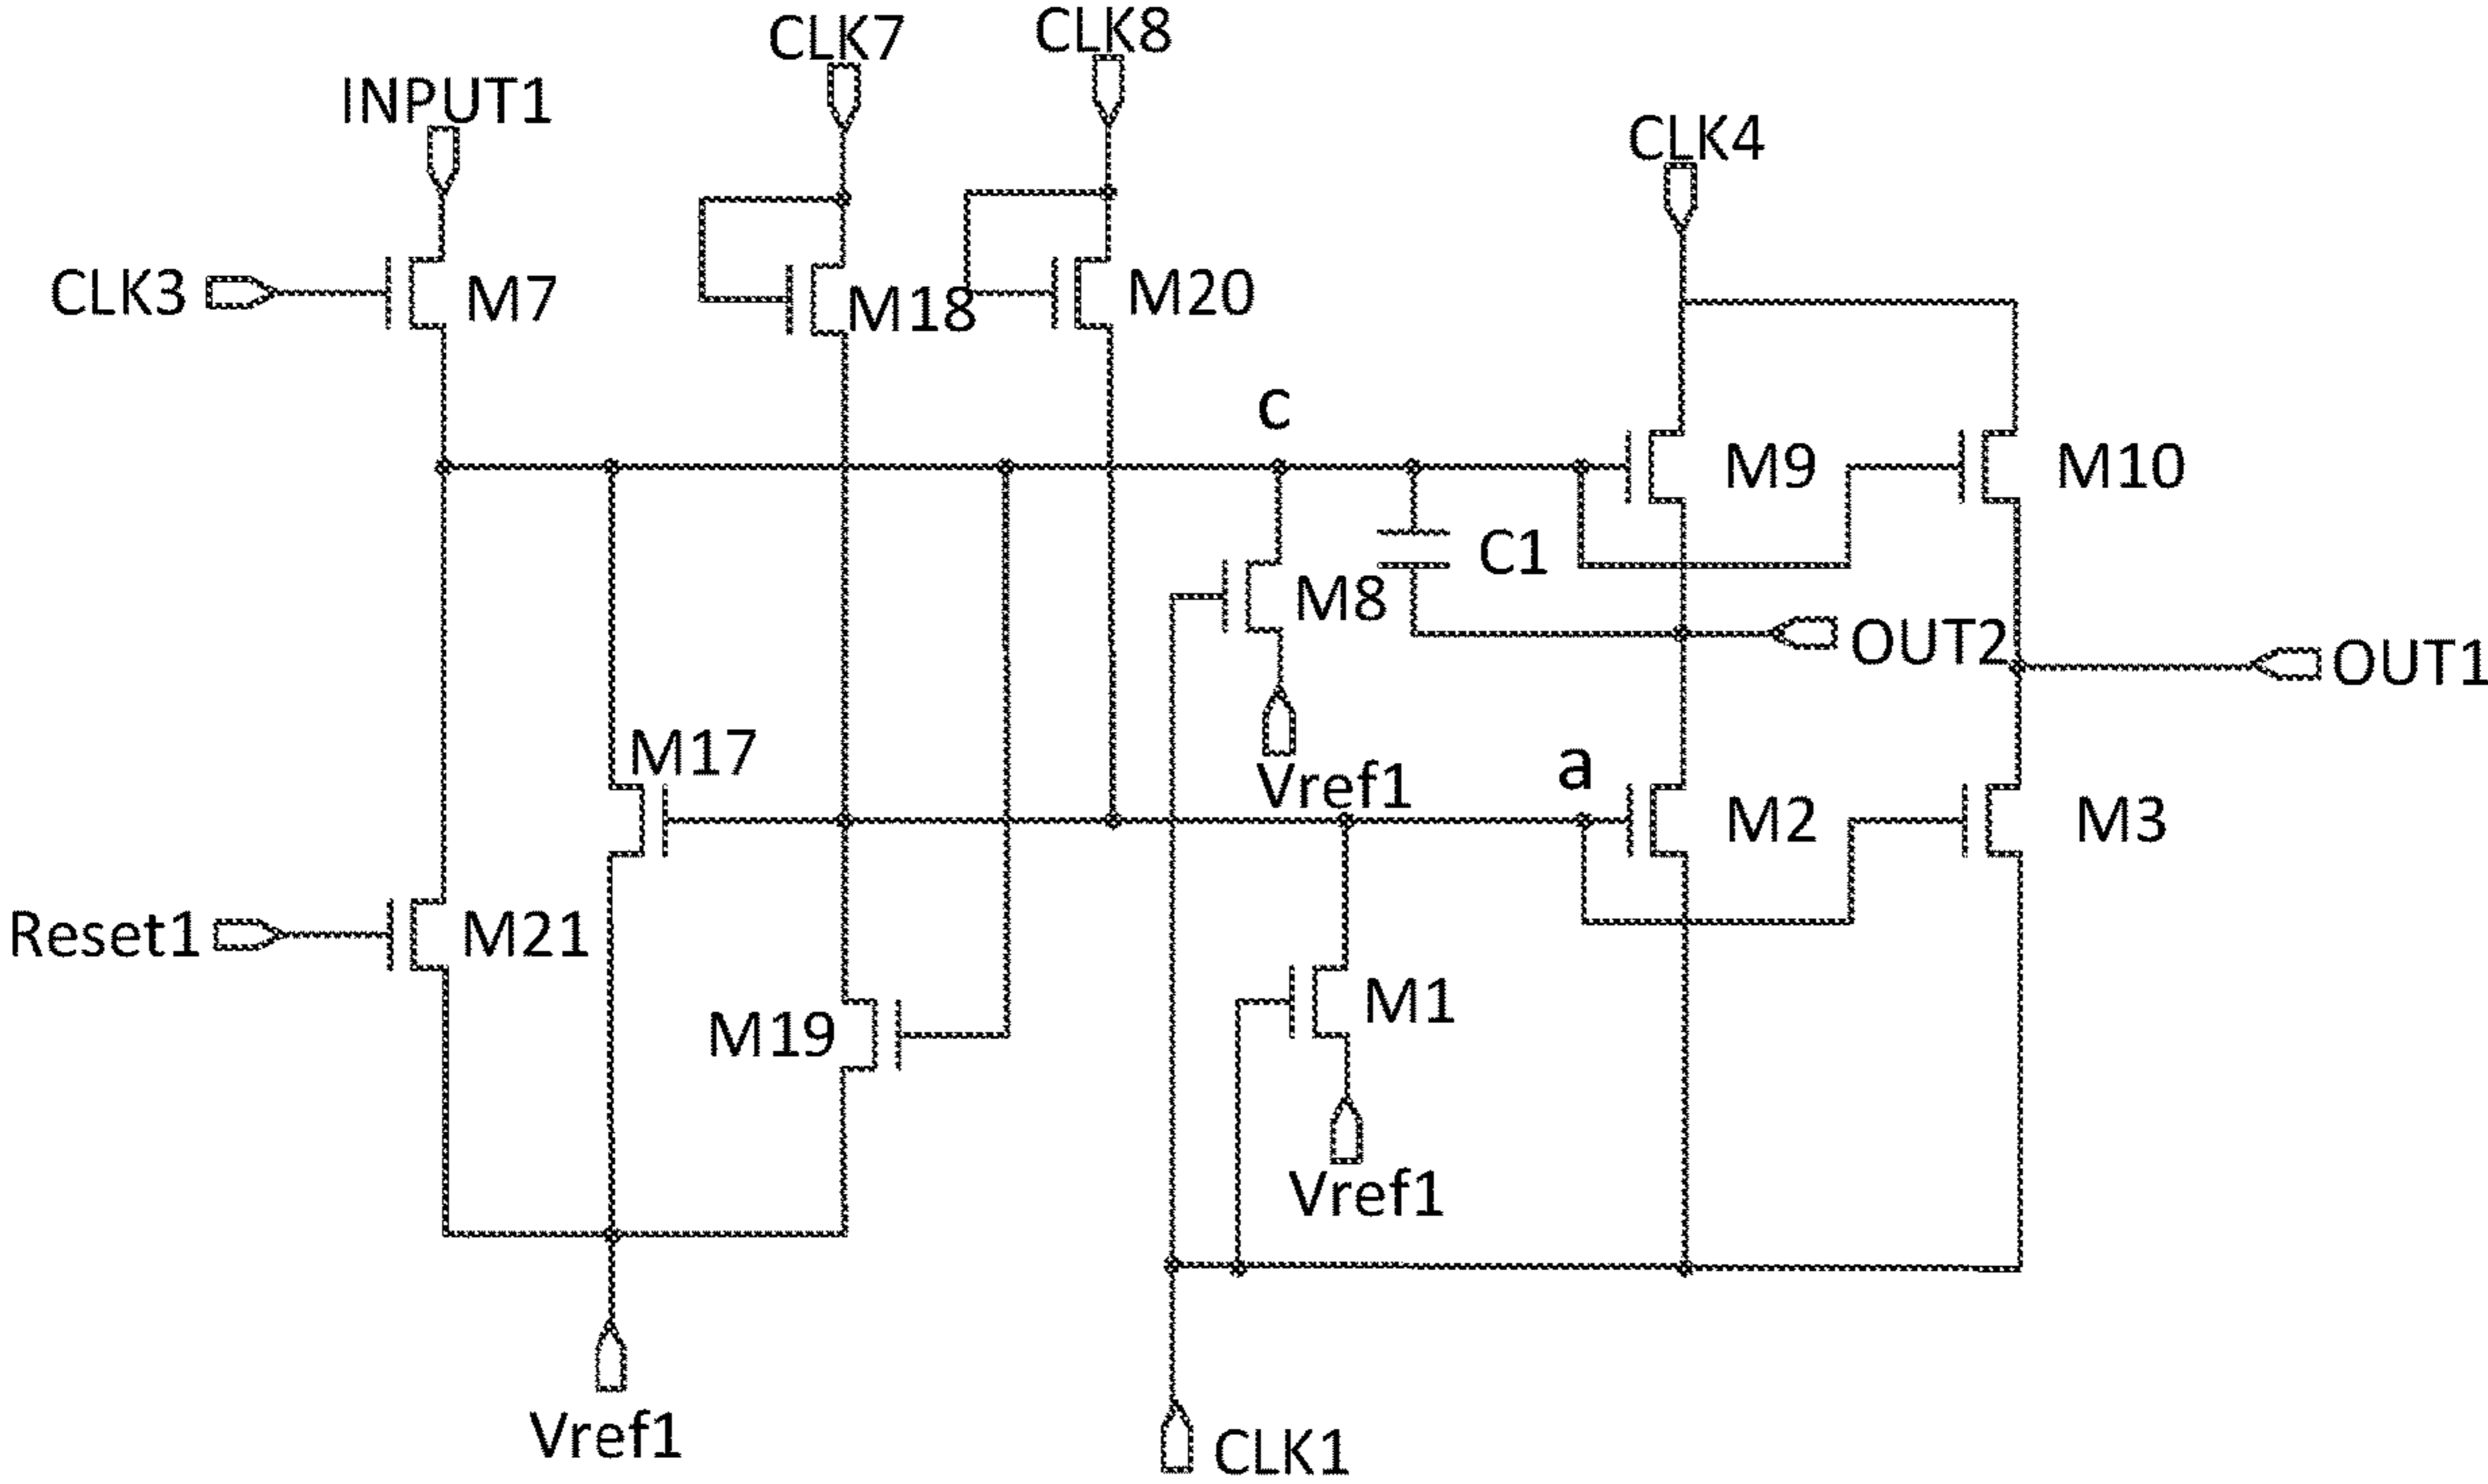 CLK7
CLK8
INPUT1
CLK4
CLK3
M7
M18
M20
c
M9
M10
C1
M8
OUT2
OUT1
M17
a
Vref1
M2
M3
Reset1
M21
M19
M1
Vref1
Vref1
CLK1